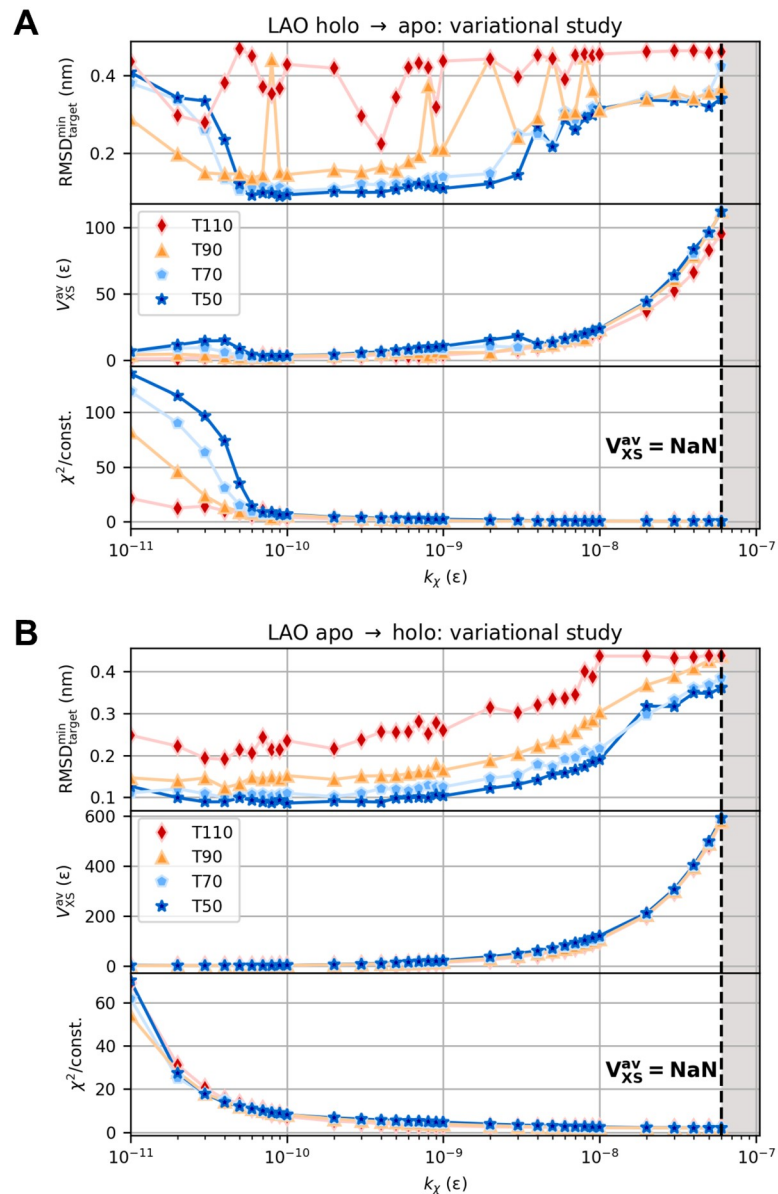 A
LAO holo → apo: variational study
RMSD^min_target (nm)
0.4
0.2
V^av_XS (ε)
100
50
0
T110
T90
T70
T50
χ²/const.
100
50
0
V^av_XS = NaN
10⁻¹¹ 10⁻¹⁰ 10⁻⁹ 10⁻⁸ 10⁻⁷
k_χ (ε)
B
LAO apo → holo: variational study
RMSD^min_target (nm)
0.4
0.3
0.2
0.1
V^av_XS (ε)
600
400
200
0
T110
T90
T70
T50
χ²/const.
60
40
20
0
V^av_XS = NaN
10⁻¹¹ 10⁻¹⁰ 10⁻⁹ 10⁻⁸ 10⁻⁷
k_χ (ε)